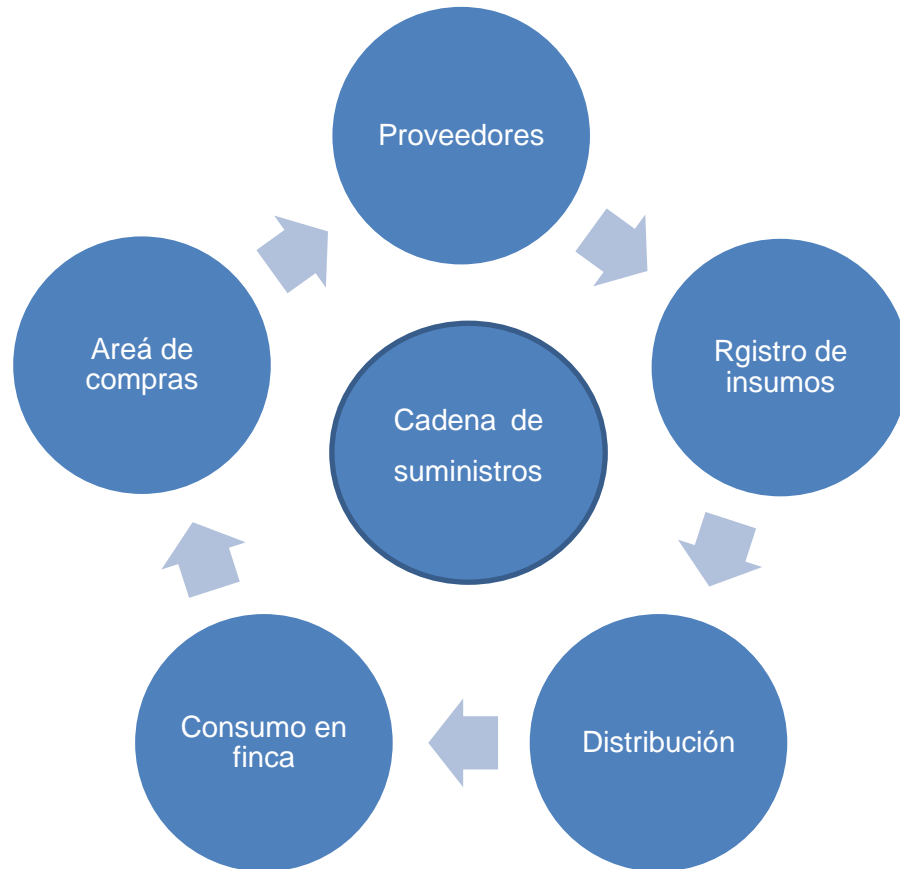 Proveedores
Rgistro de
insumos
Distribución
Consumo en
finca
Areá de
compras
Cadena de
suministros